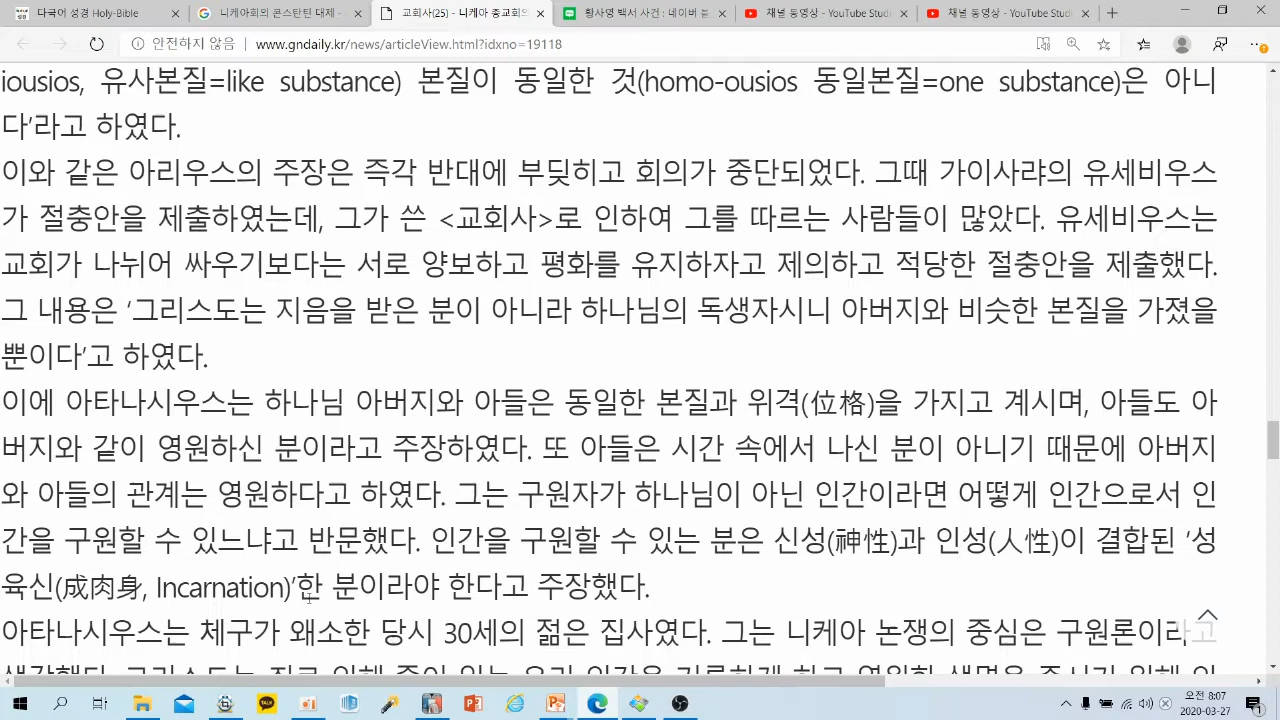 다국어 성경 Holy-Bible
니케아회의 콘스탄틴 대제 -
교회사(25) - 니케아 종교회의
황사영 백서 사건 : 네이버 블
채널 동영상 - YouTube Stud
채널 동영상 - YouTube Stud
안전하지 않음 | www.gndaily.kr/news/articleView.html?idxno=19118
iousios, 유사본질=like substance) 본질이 동일한 것(homo-ousios 동일본질=one substance)은 아니
다’라고 하였다.
이와 같은 아리우스의 주장은 즉각 반대에 부딪히고 회의가 중단되었다. 그때 가이사랴의 유세비우스
가 절충안을 제출하였는데, 그가 쓴 <교회사>로 인하여 그를 따르는 사람들이 많았다. 유세비우스는
교회가 나뉘어 싸우기보다는 서로 양보하고 평화를 유지하자고 제의하고 적당한 절충안을 제출했다.
그 내용은 ‘그리스도는 지음을 받은 분이 아니라 하나님의 독생자시니 아버지와 비슷한 본질을 가졌을
뿐이다‘고 하였다.
이에 아타나시우스는 하나님 아버지와 아들은 동일한 본질과 위격(位格)을 가지고 계시며, 아들도 아
버지와 같이 영원하신 분이라고 주장하였다. 또 아들은 시간 속에서 나신 분이 아니기 때문에 아버지
와 아들의 관계는 영원하다고 하였다. 그는 구원자가 하나님이 아닌 인간이라면 어떻게 인간으로서 인
간을 구원할 수 있느냐고 반문했다. 인간을 구원할 수 있는 분은 신성(神性)과 인성(人性)이 결합된 ’성
육신(成肉身, Incarnation)’한 분이라야 한다고 주장했다.
아타나시우스는 체구가 왜소한 당시 30세의 젊은 집사였다. 그는 니케아 논쟁의 중심은 구원론이라고
TALK
오전 8:07
2020-03-27